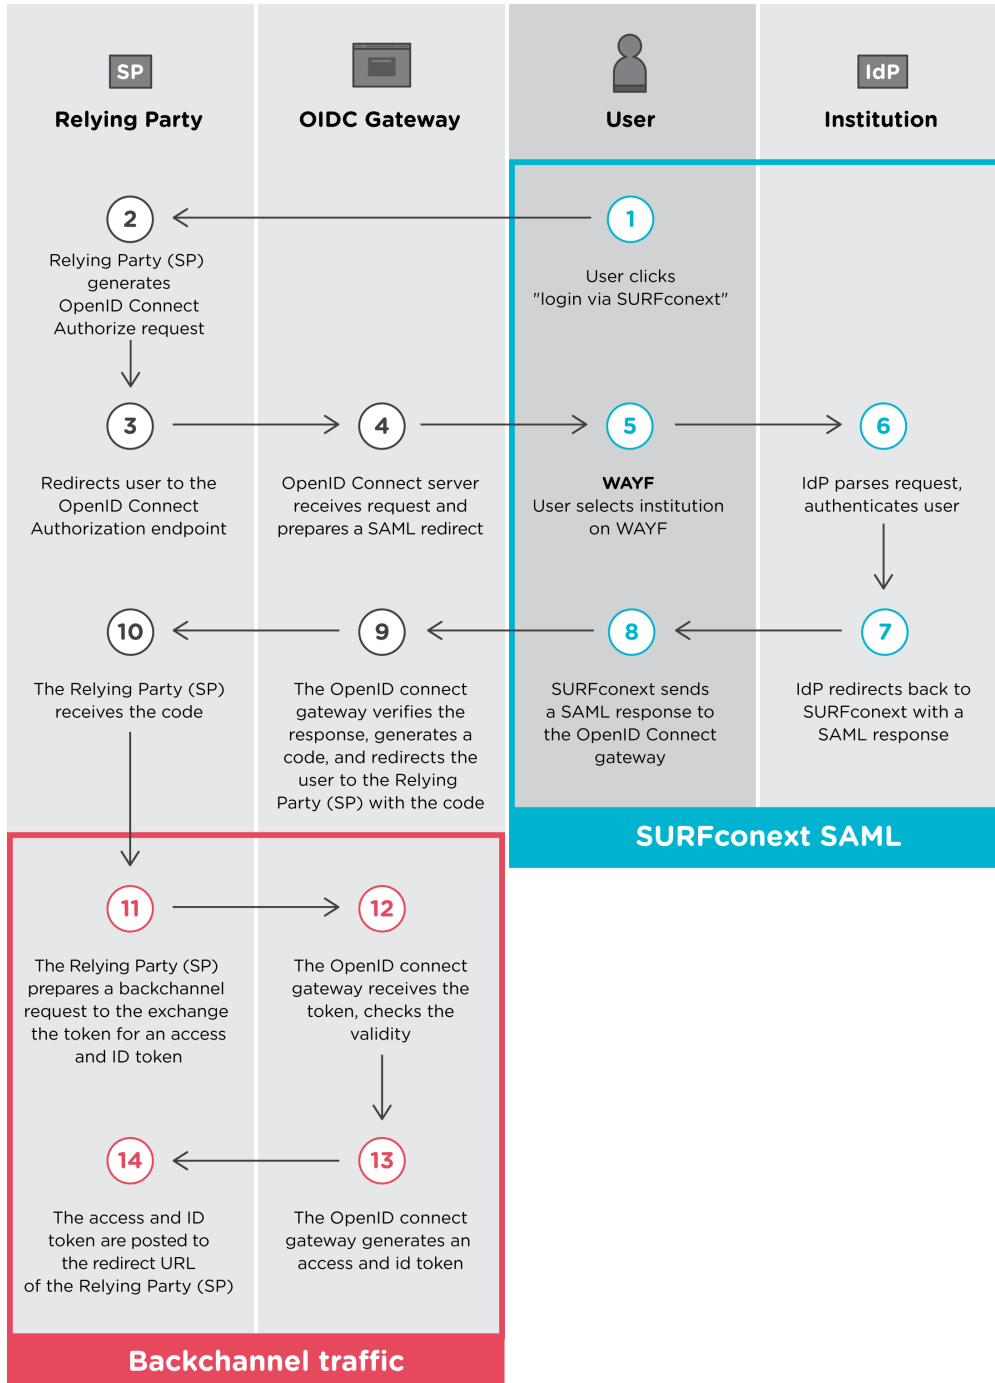 SP
Relying Party
OIDC Gateway
User
IdP
Institution
2
Relying Party (SP)
generates
OpenID Connect
Authorize request
1
User clicks
"login via SURFconext"
3
Redirects user to the
OpenID Connect
Authorization endpoint
4
OpenID Connect server
receives request and
prepares a SAML redirect
5
WAYF
User selects institution
on WAYF
6
IdP parses request,
authenticates user
10
The Relying Party (SP)
receives the code
9
The OpenID connect
gateway verifies the
response, generates a
code, and redirects the
user to the Relying
Party (SP) with the code
8
SURFconext sends
a SAML response to
the OpenID Connect
gateway
7
IdP redirects back to
SURFconext with a
SAML response
SURFconext SAML
11
The Relying Party (SP)
prepares a backchannel
request to the exchange
the token for an access
and ID token
12
The OpenID connect
gateway receives the
token, checks the
validity
14
The access and ID
token are posted to
the redirect URL
of the Relying Party (SP)
13
The OpenID connect
gateway generates an
access and id token
Backchannel traffic